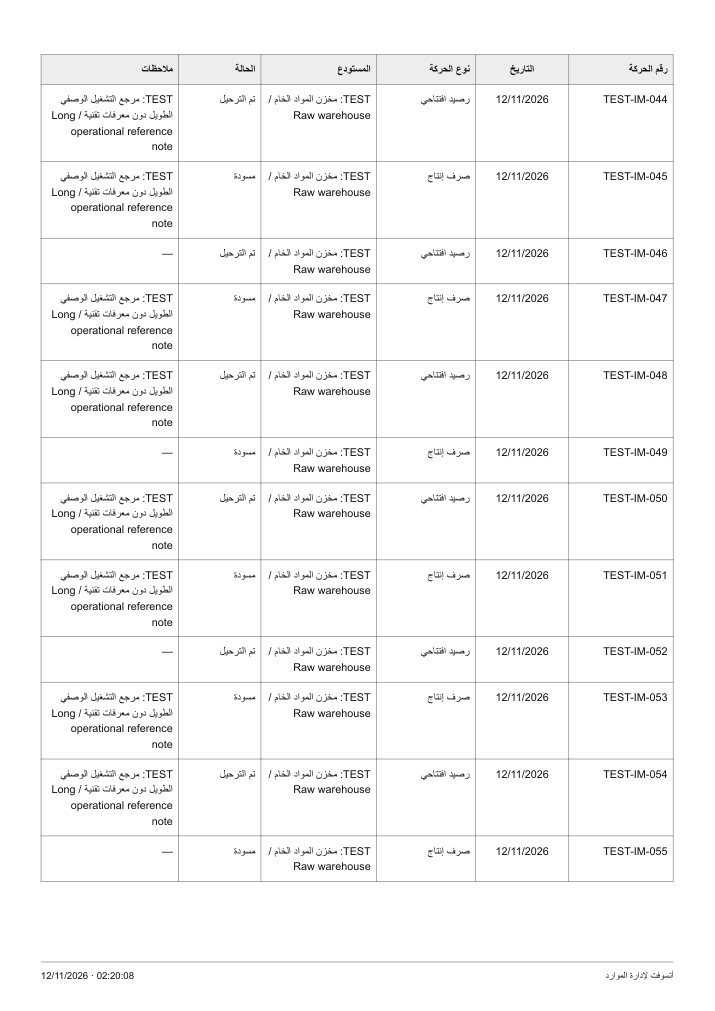 رقم الحركة التاريخ نوع الحركة المستودع الحالة ملاحظات
TEST-IM-044 12/11/2026 رصيد افتتاحي TEST: مخزن المواد الخام / تم الترحيل TEST: مرجع التشغيل الوصفي
Raw warehouse الطويل دون معرفات تقنية / Long
operational reference
note
TEST-IM-045 12/11/2026 صرف إنتاج TEST: مخزن المواد الخام / مسودة TEST: مرجع التشغيل الوصفي
Raw warehouse الطويل دون معرفات تقنية / Long
operational reference
note
TEST-IM-046 12/11/2026 رصيد افتتاحي TEST: مخزن المواد الخام / تم الترحيل —
Raw warehouse
TEST-IM-047 12/11/2026 صرف إنتاج TEST: مخزن المواد الخام / مسودة TEST: مرجع التشغيل الوصفي
Raw warehouse الطويل دون معرفات تقنية / Long
operational reference
note
TEST-IM-048 12/11/2026 رصيد افتتاحي TEST: مخزن المواد الخام / تم الترحيل TEST: مرجع التشغيل الوصفي
Raw warehouse الطويل دون معرفات تقنية / Long
operational reference
note
TEST-IM-049 12/11/2026 صرف إنتاج TEST: مخزن المواد الخام / مسودة —
Raw warehouse
TEST-IM-050 12/11/2026 رصيد افتتاحي TEST: مخزن المواد الخام / تم الترحيل TEST: مرجع التشغيل الوصفي
Raw warehouse الطويل دون معرفات تقنية / Long
operational reference
note
TEST-IM-051 12/11/2026 صرف إنتاج TEST: مخزن المواد الخام / مسودة TEST: مرجع التشغيل الوصفي
Raw warehouse الطويل دون معرفات تقنية / Long
operational reference
note
TEST-IM-052 12/11/2026 رصيد افتتاحي TEST: مخزن المواد الخام / تم الترحيل —
Raw warehouse
TEST-IM-053 12/11/2026 صرف إنتاج TEST: مخزن المواد الخام / مسودة TEST: مرجع التشغيل الوصفي
Raw warehouse الطويل دون معرفات تقنية / Long
operational reference
note
TEST-IM-054 12/11/2026 رصيد افتتاحي TEST: مخزن المواد الخام / تم الترحيل TEST: مرجع التشغيل الوصفي
Raw warehouse الطويل دون معرفات تقنية / Long
operational reference
note
TEST-IM-055 12/11/2026 صرف إنتاج TEST: مخزن المواد الخام / مسودة —
Raw warehouse
أتسوفت لإدارة الموارد 12/11/2026 · 02:20:08